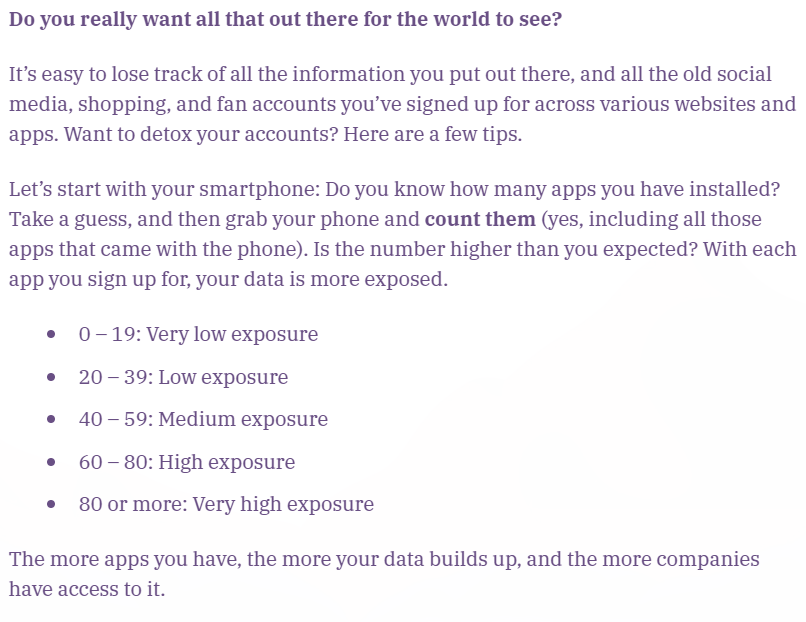 Do you really want all that out there for the world to see?
It’s easy to lose track of all the information you put out there, and all the old social
media, shopping, and fan accounts you’ve signed up for across various websites and
apps. Want to detox your accounts? Here are a few tips.
Let’s start with your smartphone: Do you know how many apps you have installed?
Take a guess, and then grab your phone and count them (yes, including all those
apps that came with the phone). Is the number higher than you expected? With each
app you sign up for, your data is more exposed.
• 0 – 19: Very low exposure
• 20 – 39: Low exposure
• 40 – 59: Medium exposure
• 60 – 80: High exposure
• 80 or more: Very high exposure
The more apps you have, the more your data builds up, and the more companies
have access to it.